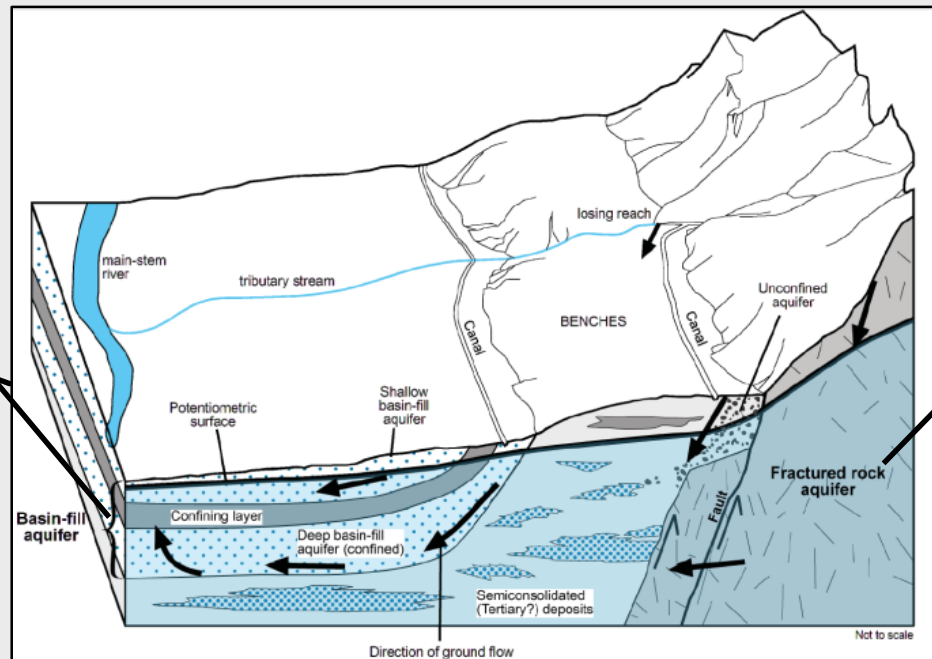 losing reach
main-stem
river
tributary stream
Unconfined
aquifer
BENCHES
Canal
Canal
Shallow
basin-fill
aquifer
Potentiometric
surface
Fractured rock
aquifer
Fault
Basin-fill
aquifer
Confining layer
Deep basin-fill
aquifer (confined)
Semiconsolidated
(Tertiary?) deposits
Not to scale
Direction of ground flow